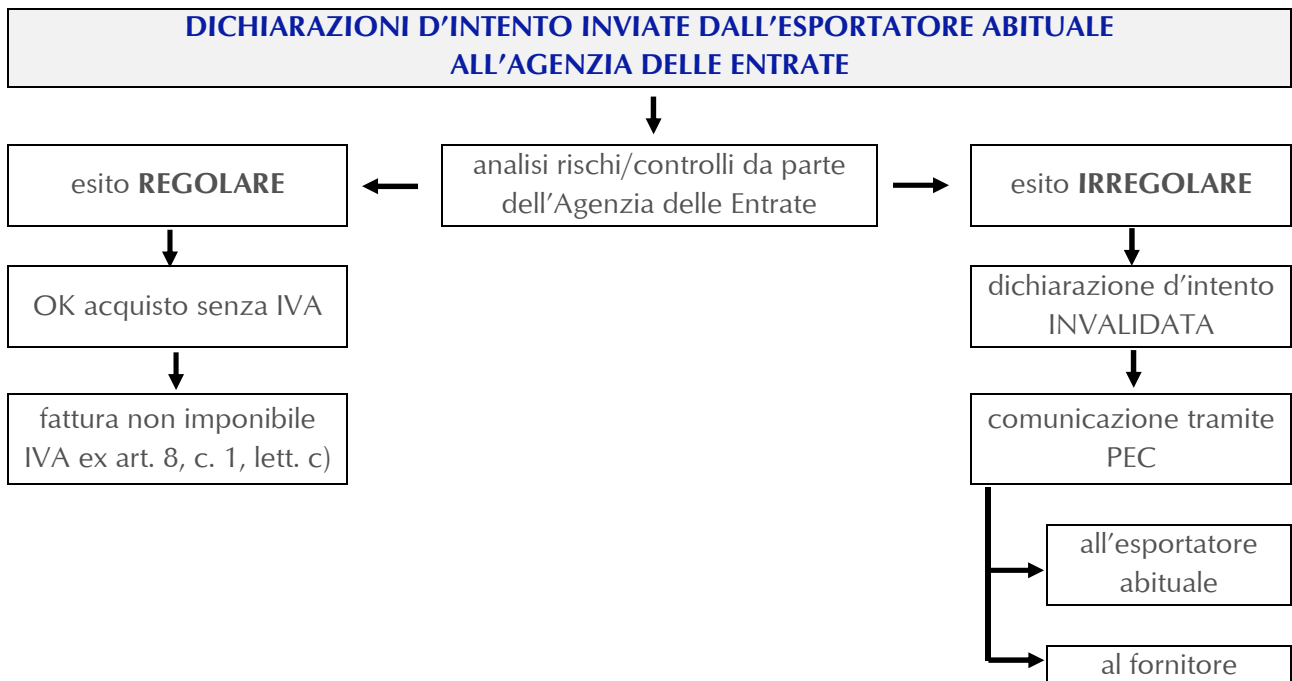 DICHIARAZIONI D’INTENTO INVIATE DALL’ESPORTATORE ABITUALE
ALL’AGENZIA DELLE ENTRATE
esito REGOLARE
analisi rischi/controlli da parte
dell’Agenzia delle Entrate
esito IRREGOLARE
OK acquisto senza IVA
dichiarazione d’intento
INVALIDATA
fattura non imponibile
IVA ex art. 8, c. 1, lett. c)
comunicazione tramite
PEC
all’esportatore
abituale
al fornitore